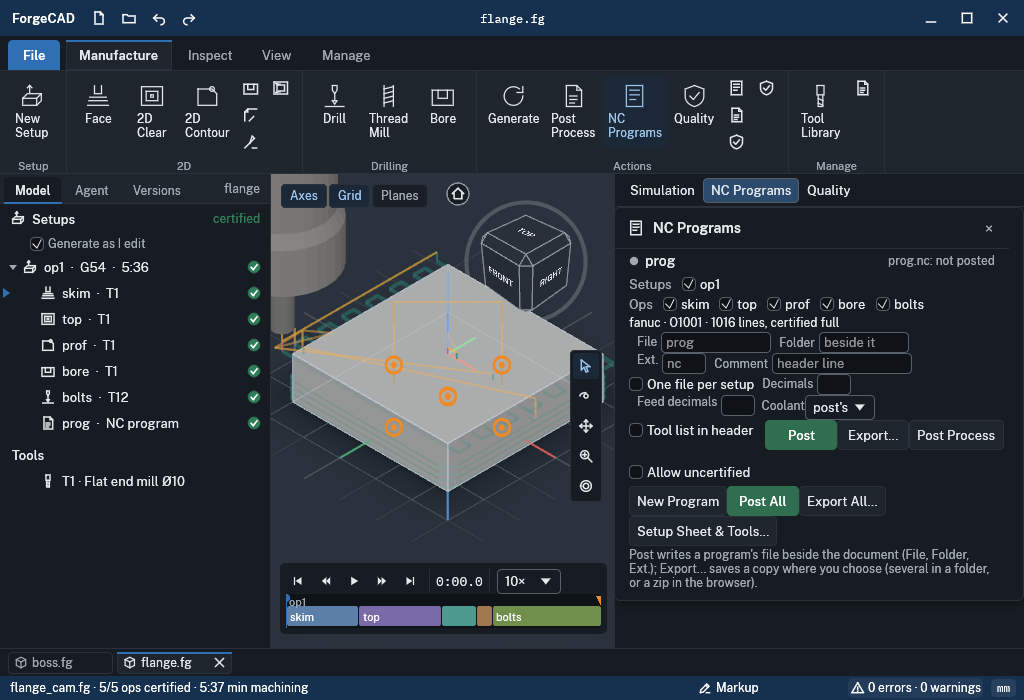 ForgeCAD
flange.fg
File Manufacture Inspect View Manage
New Setup
Face
2D Clear
2D Contour
Drill
Thread Mill
Bore
Generate
Post Process
NC Programs
Quality
Tool Library
Setup 2D Drilling Actions Manage
Model Agent Versions flange
Setups certified
Generate as I edit
op1 · G54 · 5:36
skim · T1
top · T1
prof · T1
bore · T1
bolts · T12
prog · NC program
Tools
T1 · Flat end mill Ø10
Axes Grid Planes
TOP
FRONT
RIGHT
0:00.0 10×
op1
skim top bolts
Simulation NC Programs Quality
NC Programs ×
prog prog.nc: not posted
Setups op1
Ops skim top prof bore bolts
fanuc · O1001 · 1016 lines, certified full
File prog Folder beside it
Ext. nc Comment header line
One file per setup Decimals
Feed decimals Coolant post's
Tool list in header Post Export... Post Process
Allow uncertified
New Program Post All Export All...
Setup Sheet & Tools...
Post writes a program's file beside the document (File, Folder,
Ext.); Export... saves a copy where you choose (several in a folder,
or a zip in the browser).
boss.fg flange.fg
flange_cam.fg · 5/5 ops certified · 5:37 min machining Markup 0 errors · 0 warnings mm